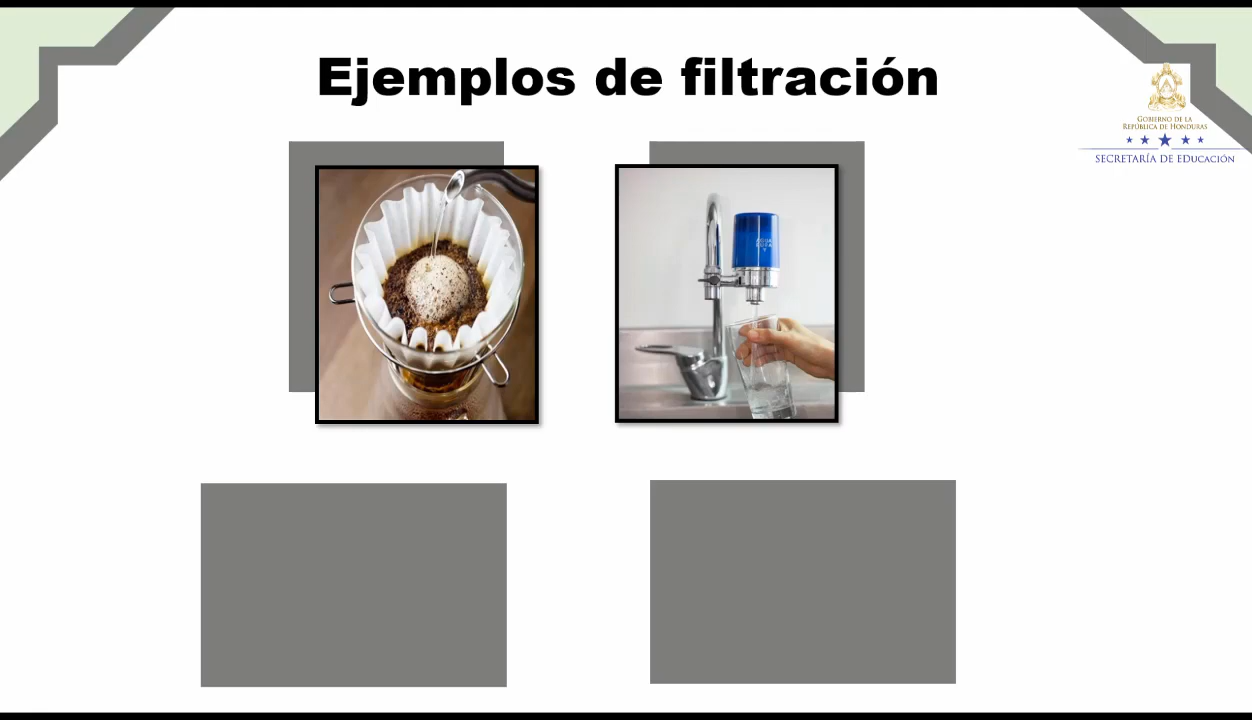 Ejemplos de filtración
GOBIERNO DE LA
REPÚBLICA DE HONDURAS
SECRETARÍA DE EDUCACIÓN